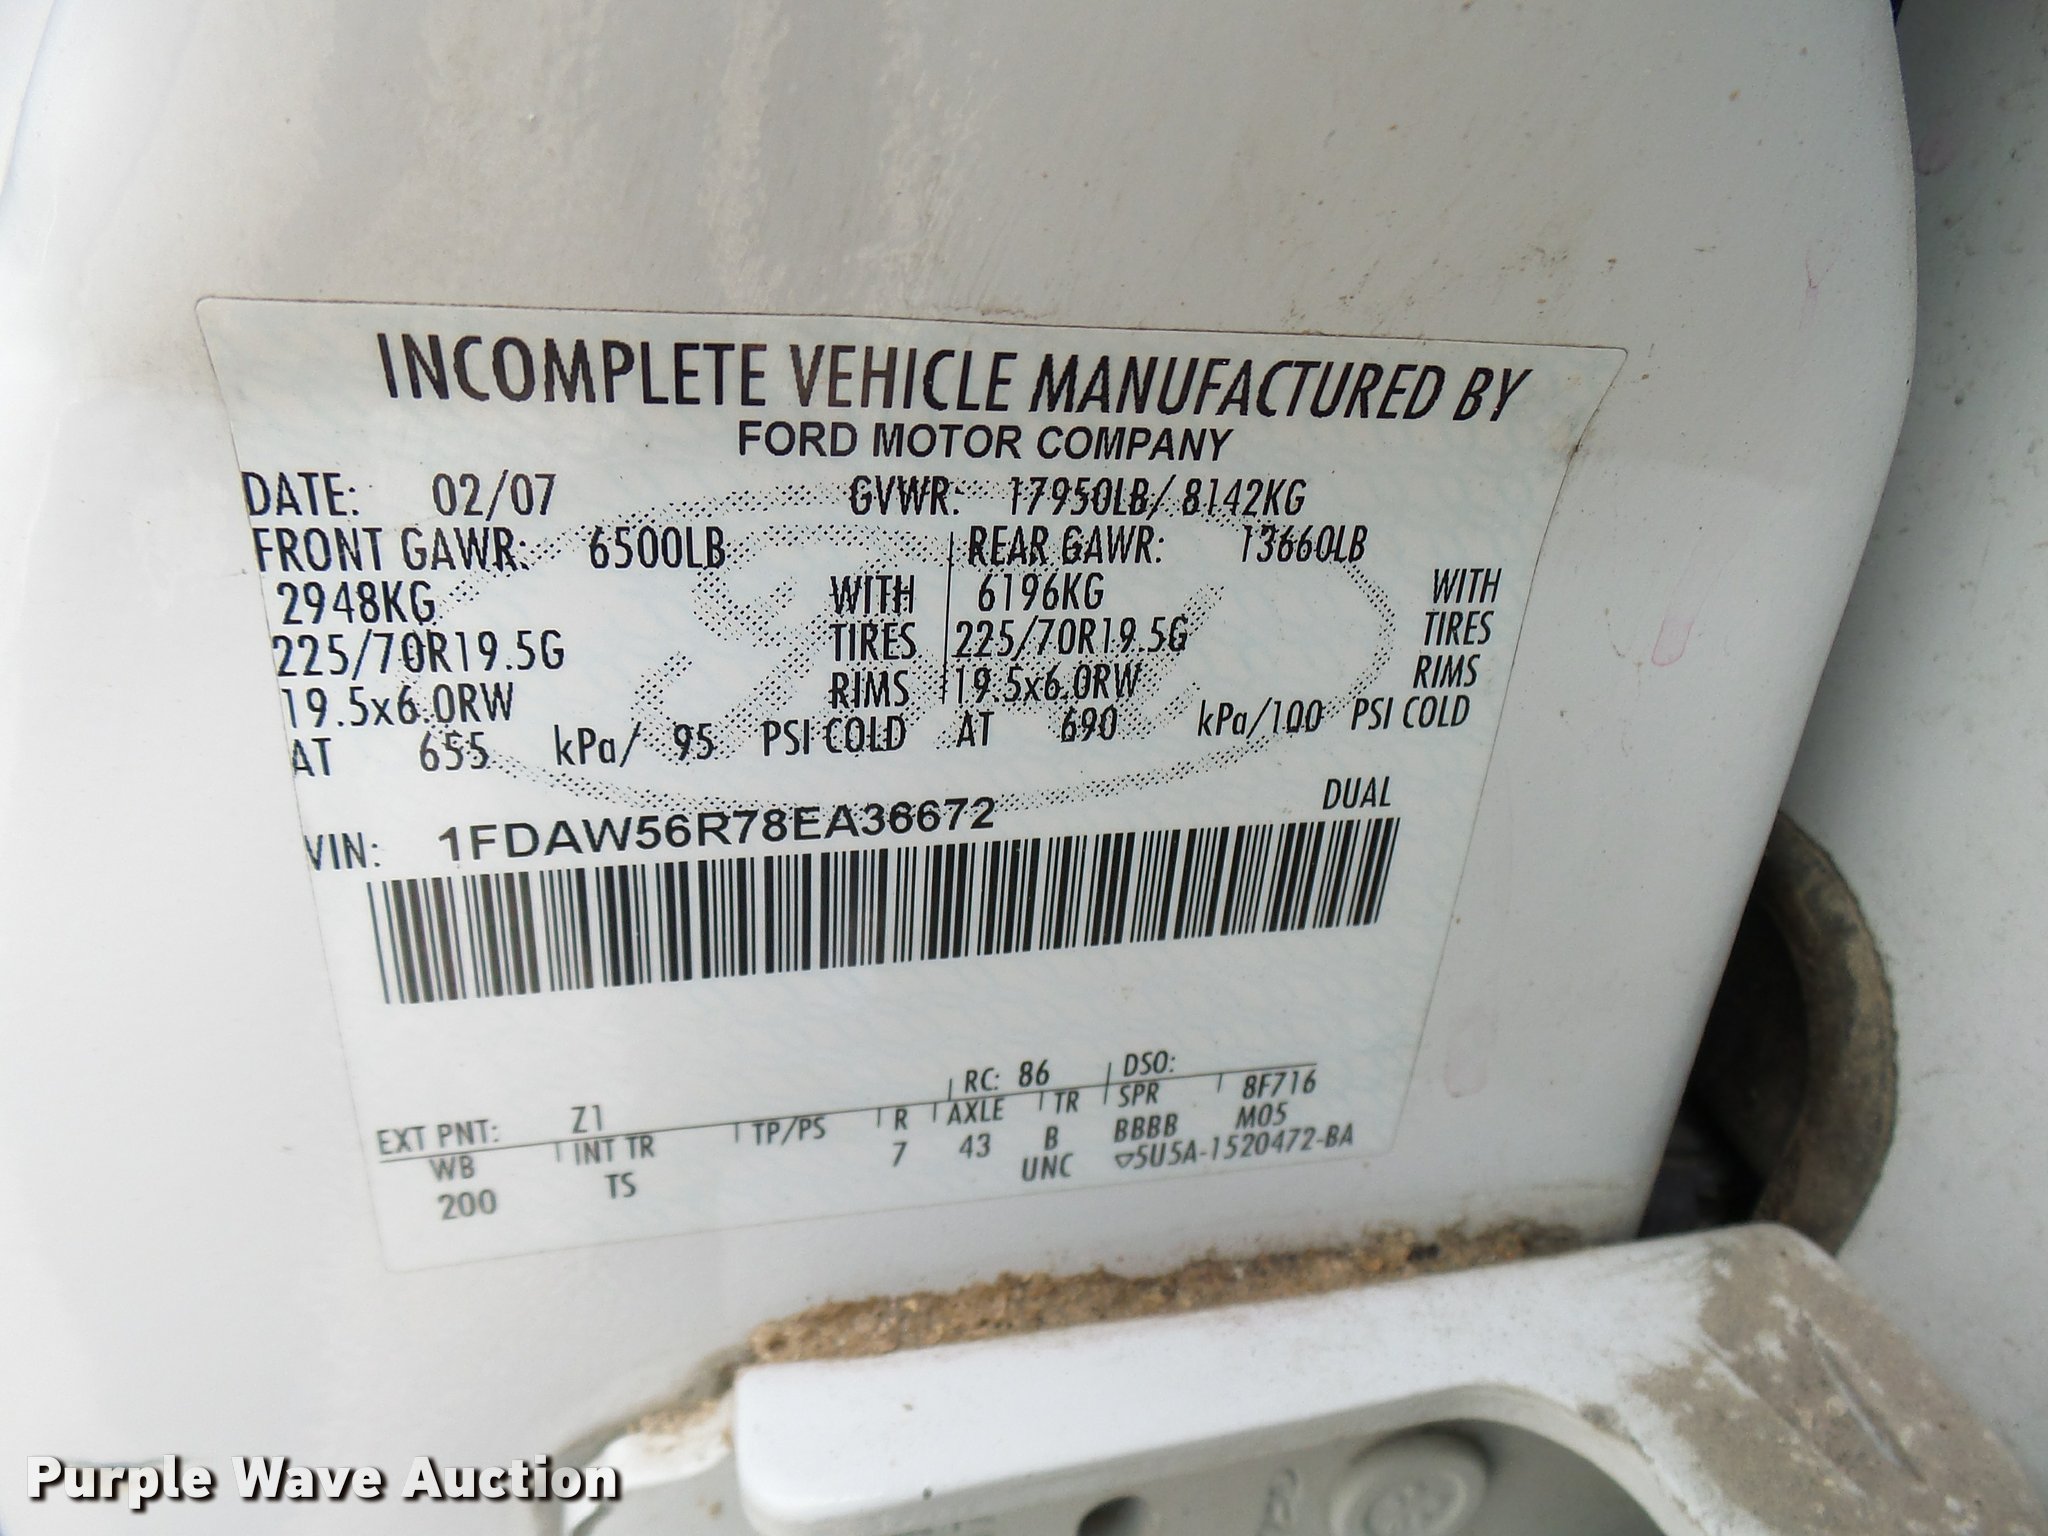 INCOMPLETE VEHICLE MANUFACTURED BY
FORD MOTOR COMPANY
DATE: 02/07 GVWR: 17950LB/ 8142KG
FRONT GAWR: 6500LB REAR GAWR: 13660LB
2948KG WITH 6196KG WITH
225/70R19.5G TIRES 225/70R19.5G TIRES
19.5x6.0RW RIMS 19.5x6.0RW RIMS
AT 655 kPa/ 95 PSI COLD AT 690 kPa/100 PSI COLD
DUAL
VIN: 1FDAW56R78EA36672
EXT PNT: Z1 RC: 86 DSO:
WB INT TR TP/PS R AXLE TR SPR 8F716
200 TS 7 43 B BBBB M05
UNC ▽5U5A-1520472-BA
Purple Wave Auction